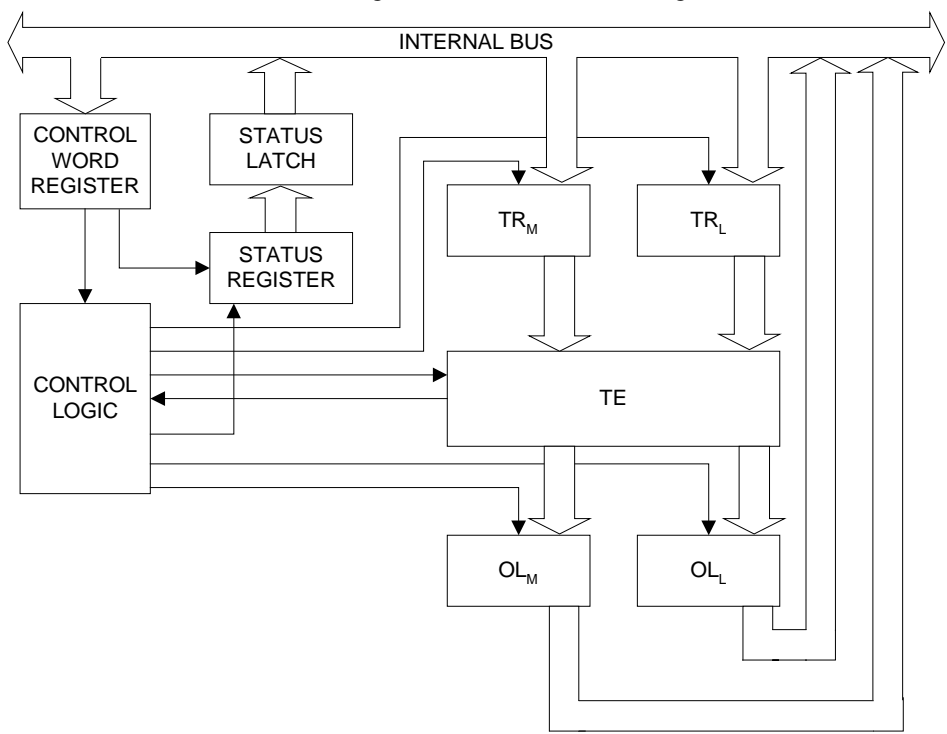 INTERNAL BUS
CONTROL
WORD
REGISTER
STATUS
LATCH
TR_M
TR_L
STATUS
REGISTER
CONTROL
LOGIC
TE
OL_M
OL_L